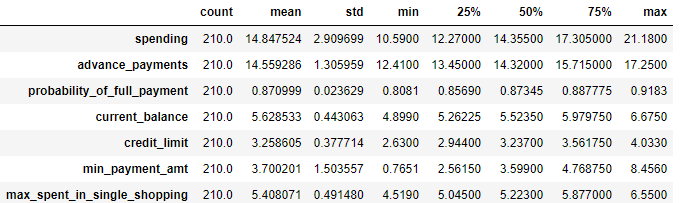 count mean std min 25% 50% 75% max
spending 210.0 14.847524 2.909699 10.5900 12.27000 14.35500 17.305000 21.1800
advance_payments 210.0 14.559286 1.305959 12.4100 13.45000 14.32000 15.715000 17.2500
probability_of_full_payment 210.0 0.870999 0.023629 0.8081 0.85690 0.87345 0.887775 0.9183
current_balance 210.0 5.628533 0.443063 4.8990 5.26225 5.52350 5.979750 6.6750
credit_limit 210.0 3.258605 0.377714 2.6300 2.94400 3.23700 3.561750 4.0330
min_payment_amt 210.0 3.700201 1.503557 0.7651 2.56150 3.59900 4.768750 8.4560
max_spent_in_single_shopping 210.0 5.408071 0.491480 4.5190 5.04500 5.22300 5.877000 6.5500